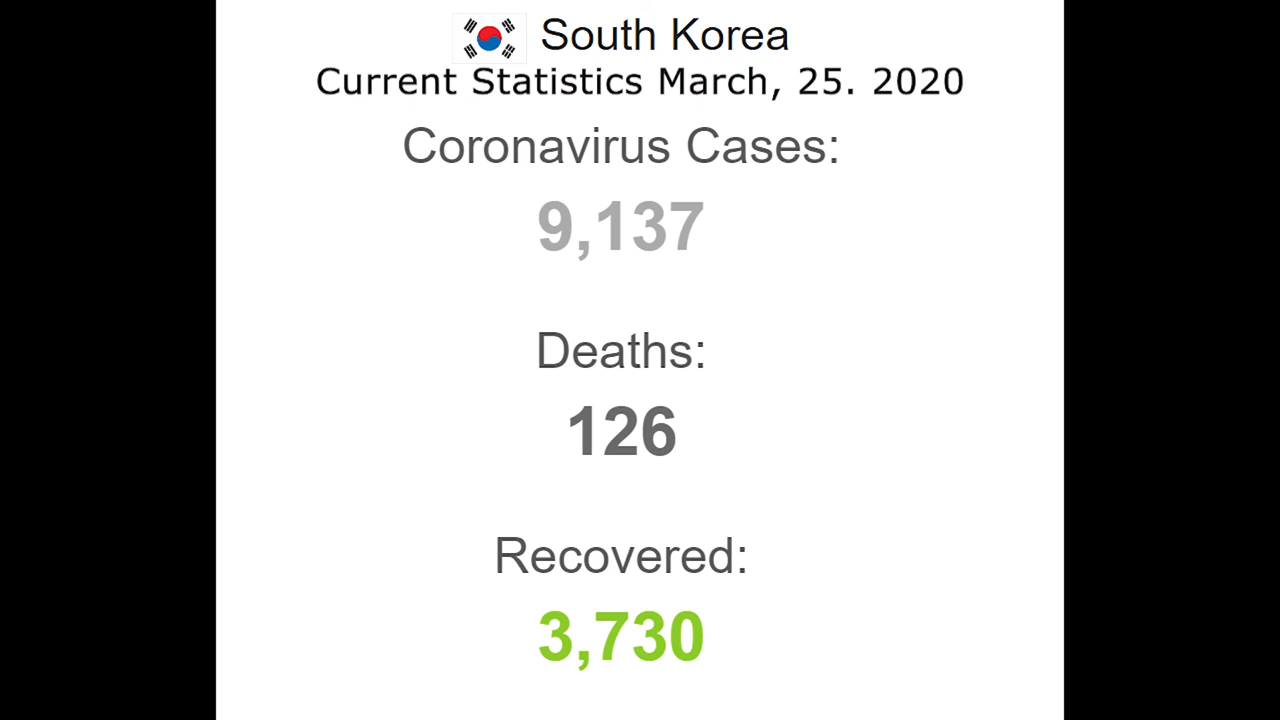 South Korea
Current Statistics March, 25. 2020
Coronavirus Cases:
9,137
Deaths:
126
Recovered:
3,730